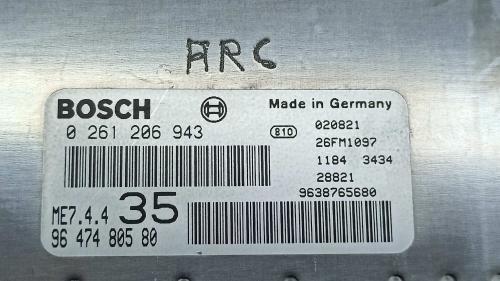 ARC
BOSCH Made in Germany
0 261 206 943 810 020821
26FM1097
1184 3434
28821
9638765680
ME7.4.4 35
96 474 805 80